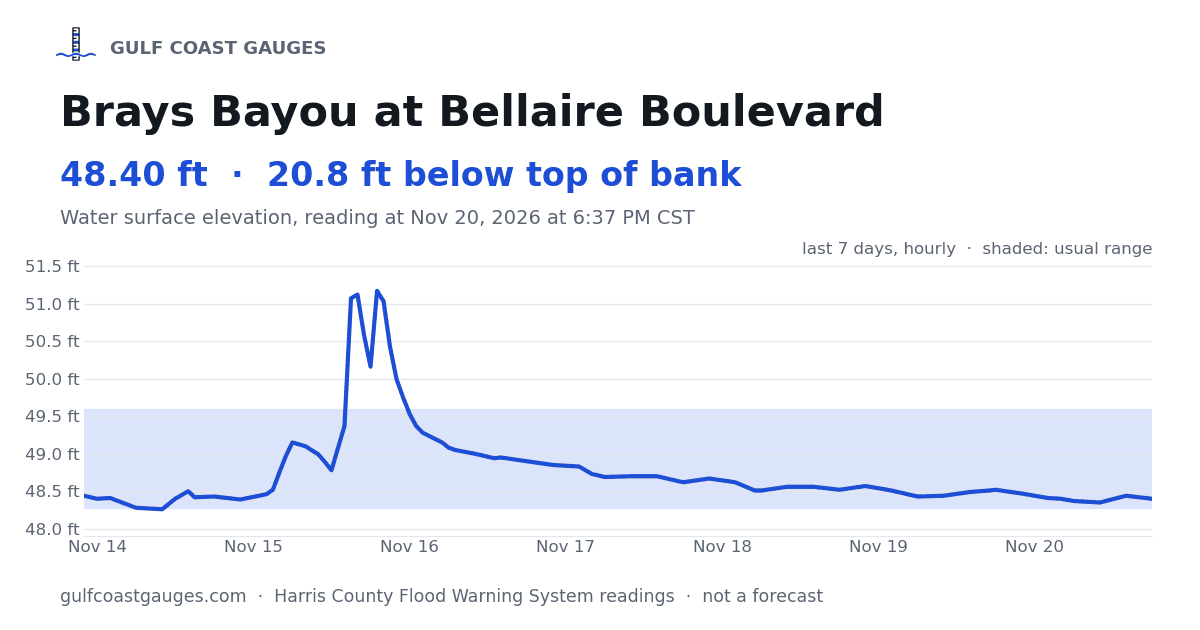 GULF COAST GAUGES
Brays Bayou at Bellaire Boulevard
48.40 ft · 20.8 ft below top of bank
Water surface elevation, reading at Nov 20, 2026 at 6:37 PM CST
last 7 days, hourly · shaded: usual range
51.5 ft
51.0 ft
50.5 ft
50.0 ft
49.5 ft
49.0 ft
48.5 ft
48.0 ft
Nov 14 Nov 15 Nov 16 Nov 17 Nov 18 Nov 19 Nov 20
gulfcoastgauges.com · Harris County Flood Warning System readings · not a forecast